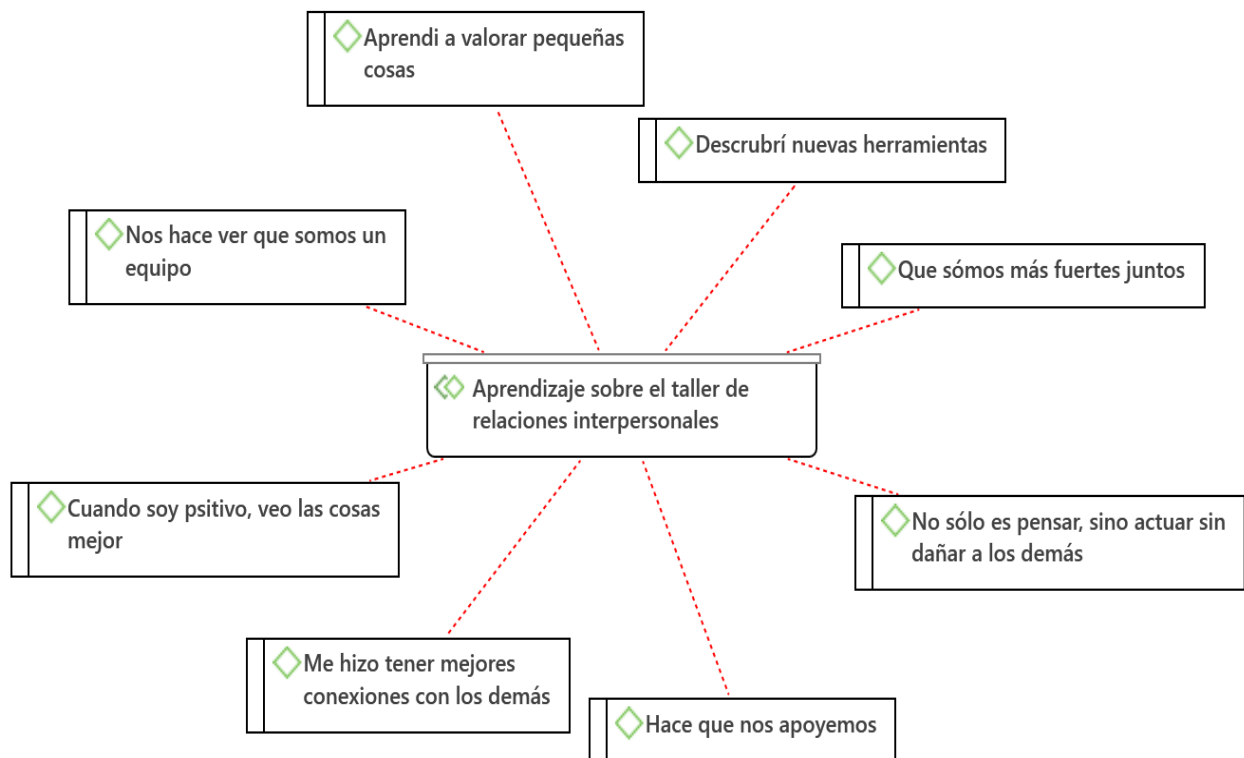 Aprendi a valorar pequeñas
cosas
Descrubrí nuevas herramientas
Nos hace ver que somos un
equipo
Que sómos más fuertes juntos
Aprendizaje sobre el taller de
relaciones interpersonales
Cuando soy psitivo, veo las cosas
mejor
No sólo es pensar, sino actuar sin
dañar a los demás
Me hizo tener mejores
conexiones con los demás
Hace que nos apoyemos